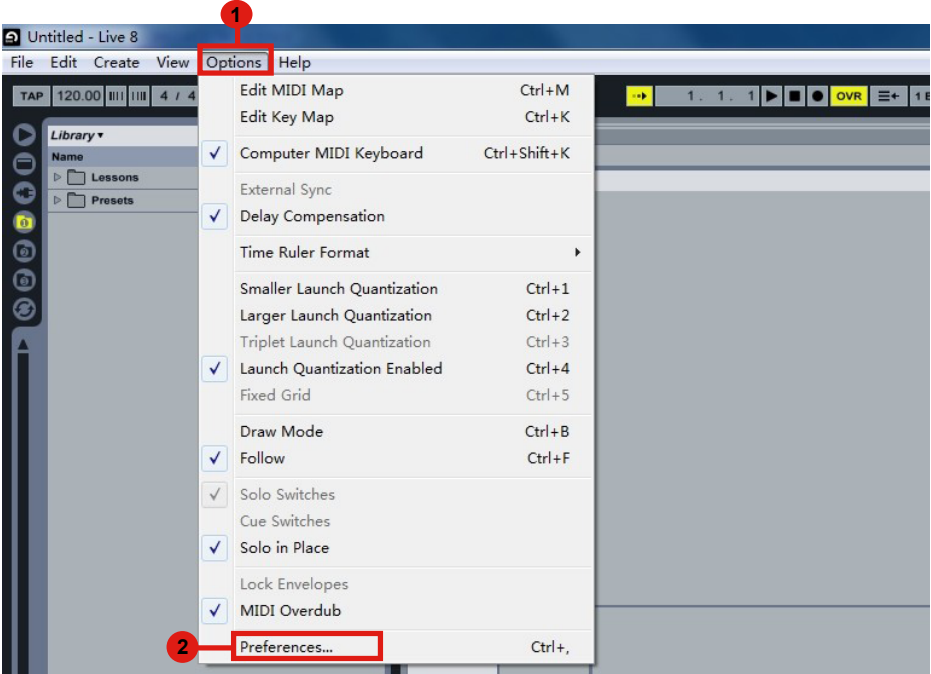 1
Untitled - Live 8
File Edit Create View Options Help
TAP 120.00 4 / 4 1. 1. 1 OVR
Library
Name
Lessons
Presets
Edit MIDI Map Ctrl+M
Edit Key Map Ctrl+K
Computer MIDI Keyboard Ctrl+Shift+K
External Sync
Delay Compensation
Time Ruler Format
Smaller Launch Quantization Ctrl+1
Larger Launch Quantization Ctrl+2
Triplet Launch Quantization Ctrl+3
Launch Quantization Enabled Ctrl+4
Fixed Grid Ctrl+5
Draw Mode Ctrl+B
Follow Ctrl+F
Solo Switches
Cue Switches
Solo in Place
Lock Envelopes
MIDI Overdub
2 Preferences... Ctrl+,